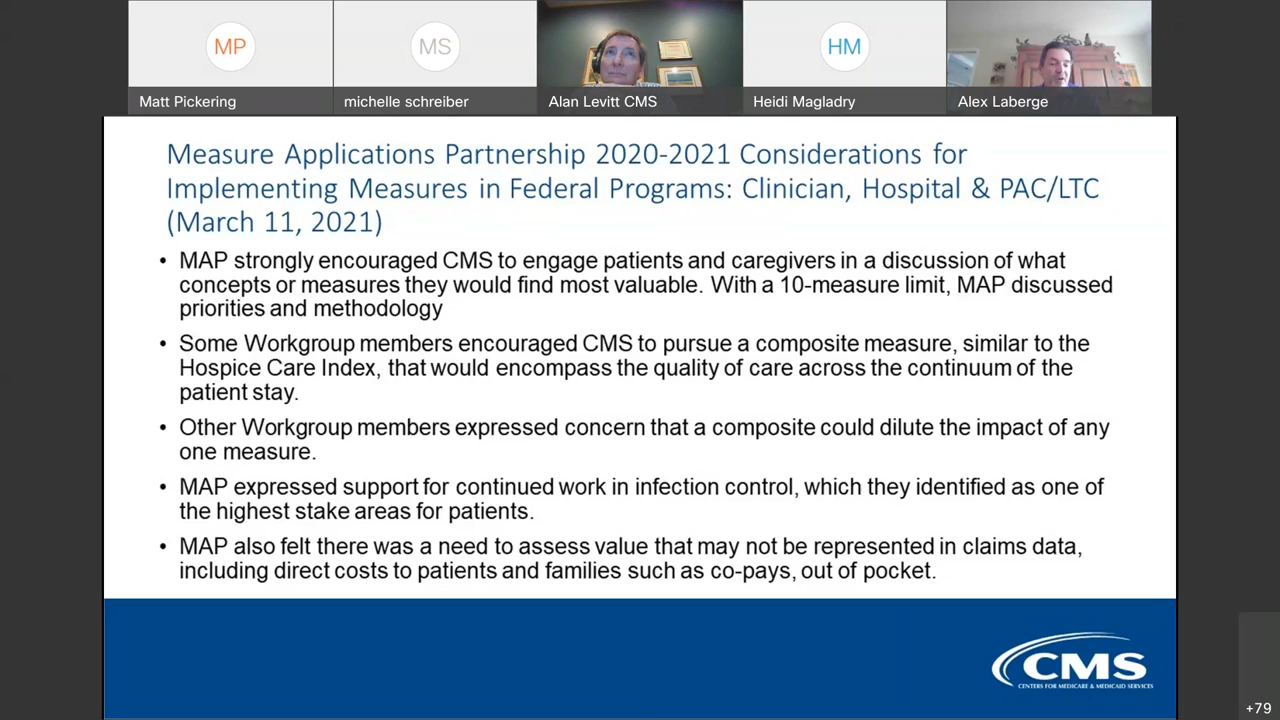 MP
MS
HM
Matt Pickering
michelle schreiber
Alan Levitt CMS
Heidi Magladry
Alex Laberge
Measure Applications Partnership 2020-2021 Considerations for
Implementing Measures in Federal Programs: Clinician, Hospital & PAC/LTC
(March 11, 2021)
• MAP strongly encouraged CMS to engage patients and caregivers in a discussion of what
concepts or measures they would find most valuable. With a 10-measure limit, MAP discussed
priorities and methodology
• Some Workgroup members encouraged CMS to pursue a composite measure, similar to the
Hospice Care Index, that would encompass the quality of care across the continuum of the
patient stay.
• Other Workgroup members expressed concern that a composite could dilute the impact of any
one measure.
• MAP expressed support for continued work in infection control, which they identified as one of
the highest stake areas for patients.
• MAP also felt there was a need to assess value that may not be represented in claims data,
including direct costs to patients and families such as co-pays, out of pocket.
CMS
CENTERS FOR MEDICARE & MEDICAID SERVICES
+79